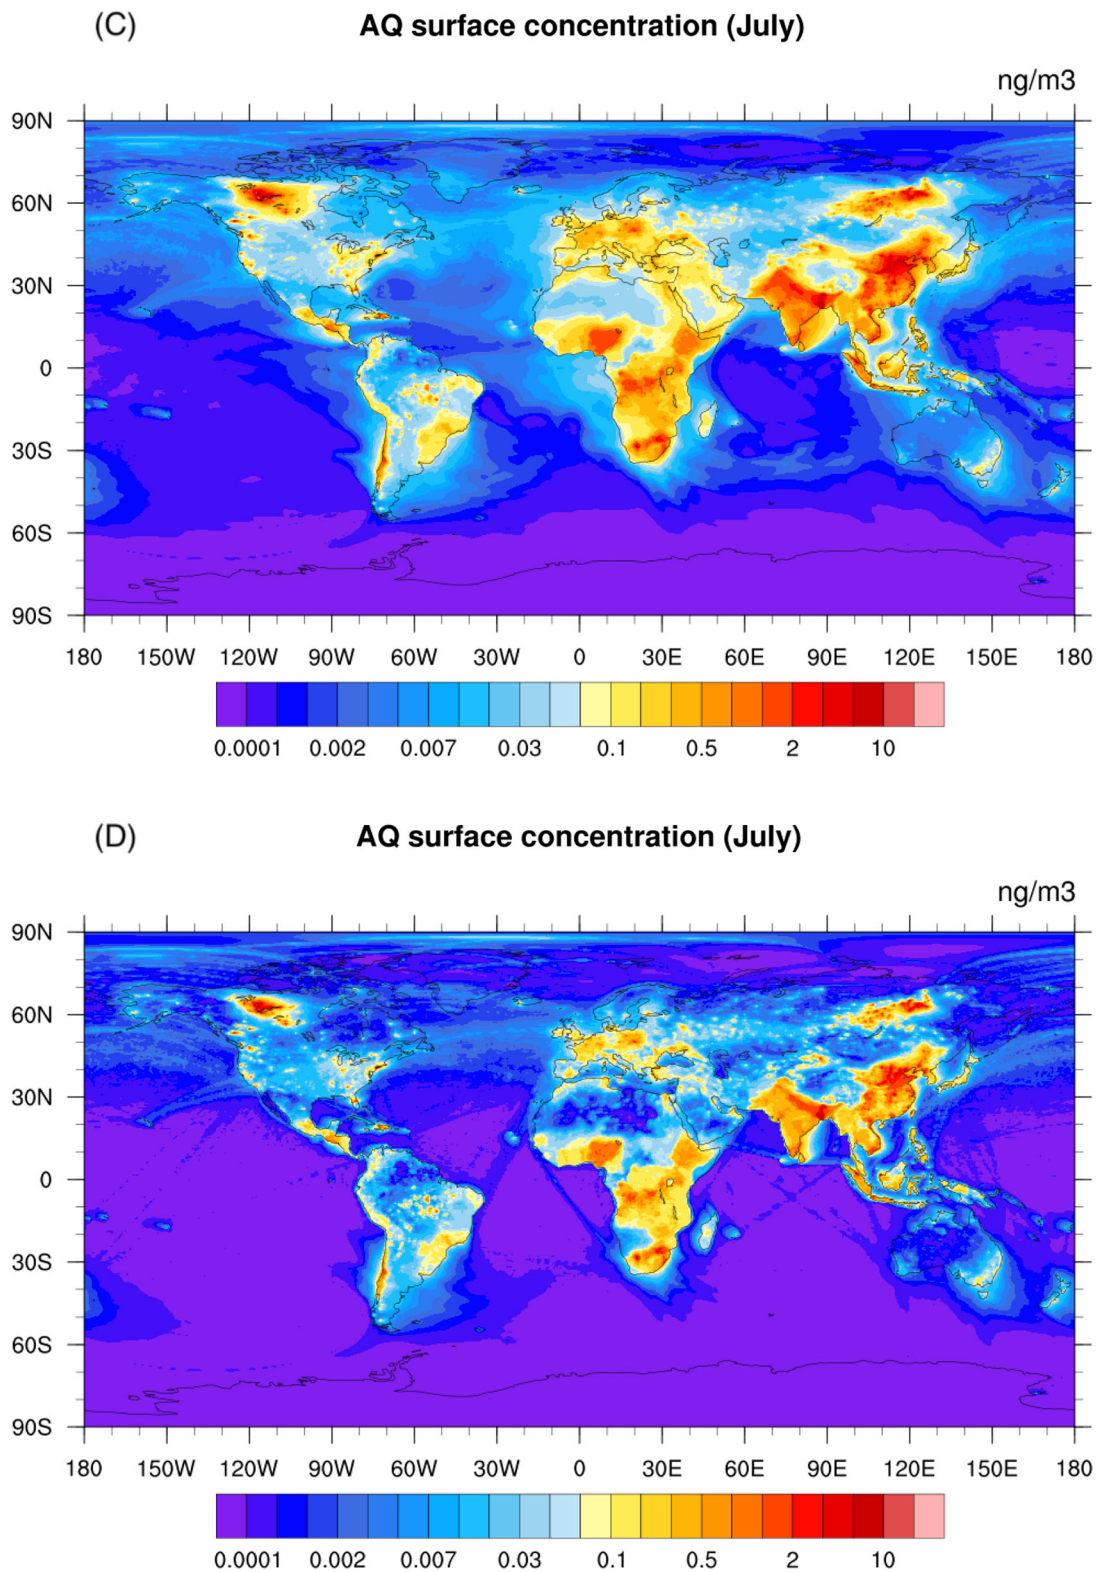 (C) AQ surface concentration (July)
ng/m3
90N
60N
30N
0
30S
60S
90S
180 150W 120W 90W 60W 30W 0 30E 60E 90E 120E 150E 180
0.0001 0.002 0.007 0.03 0.1 0.5 2 10
(D) AQ surface concentration (July)
ng/m3
90N
60N
30N
0
30S
60S
90S
180 150W 120W 90W 60W 30W 0 30E 60E 90E 120E 150E 180
0.0001 0.002 0.007 0.03 0.1 0.5 2 10